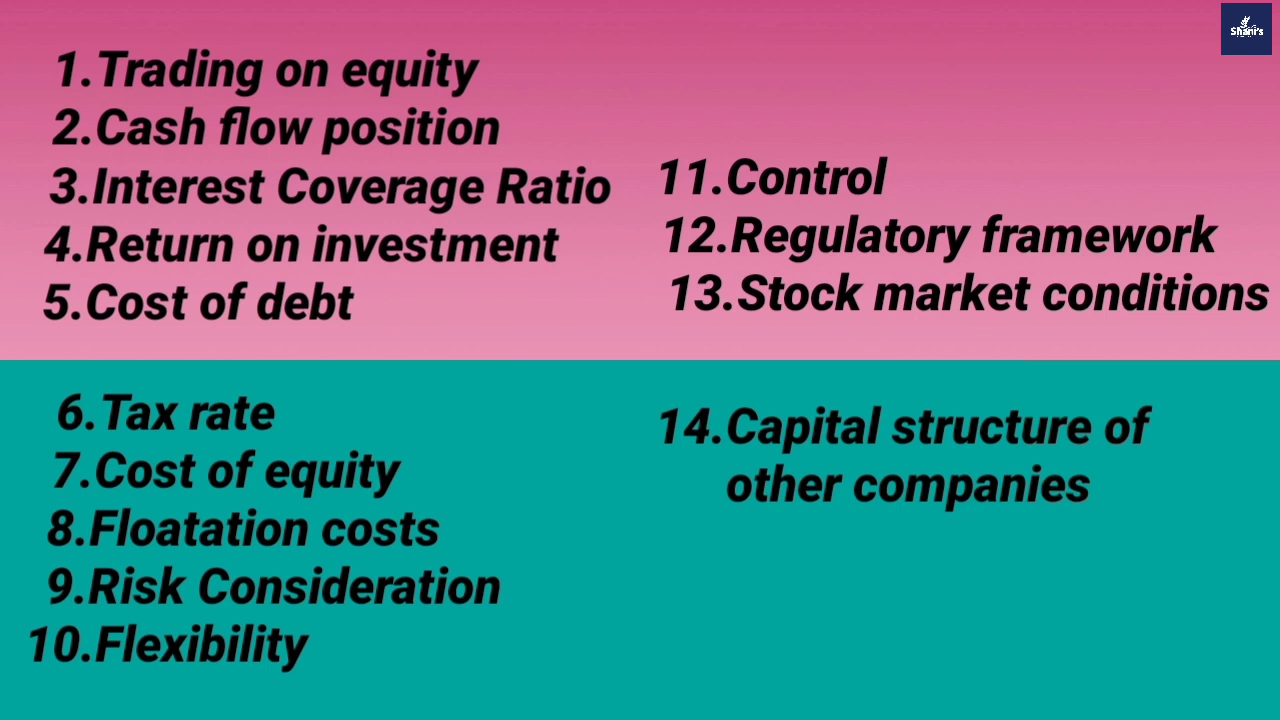 1.Trading on equity
2.Cash flow position
3.Interest Coverage Ratio
4.Return on investment
5.Cost of debt
6.Tax rate
7.Cost of equity
8.Floatation costs
9.Risk Consideration
10.Flexibility
Shani's
11.Control
12.Regulatory framework
13.Stock market conditions
14.Capital structure of
other companies